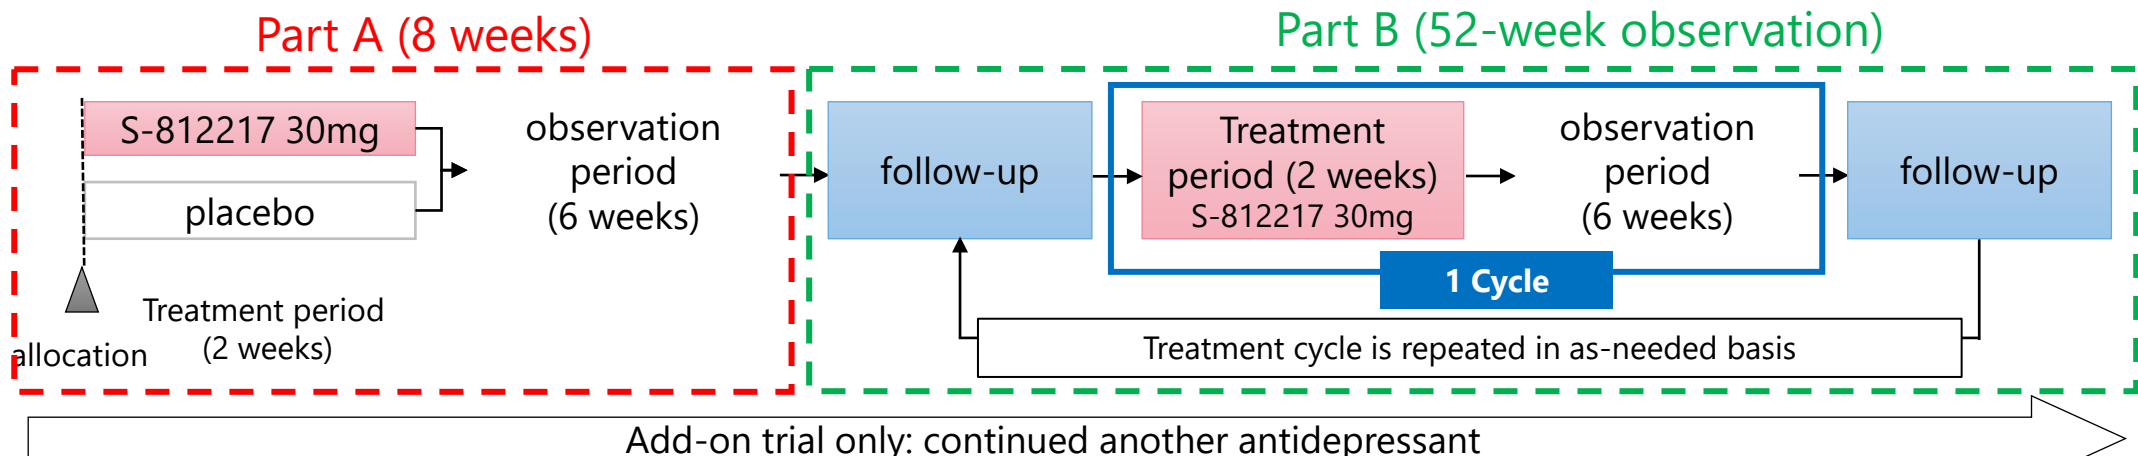 Part A (8 weeks)
S-812217 30mg
placebo
allocation
Treatment period
(2 weeks)
observation
period
(6 weeks)
Part B (52-week observation)
follow-up
Treatment
period (2 weeks)
S-812217 30mg
observation
period
(6 weeks)
1 Cycle
follow-up
Treatment cycle is repeated in as-needed basis
Add-on trial only: continued another antidepressant